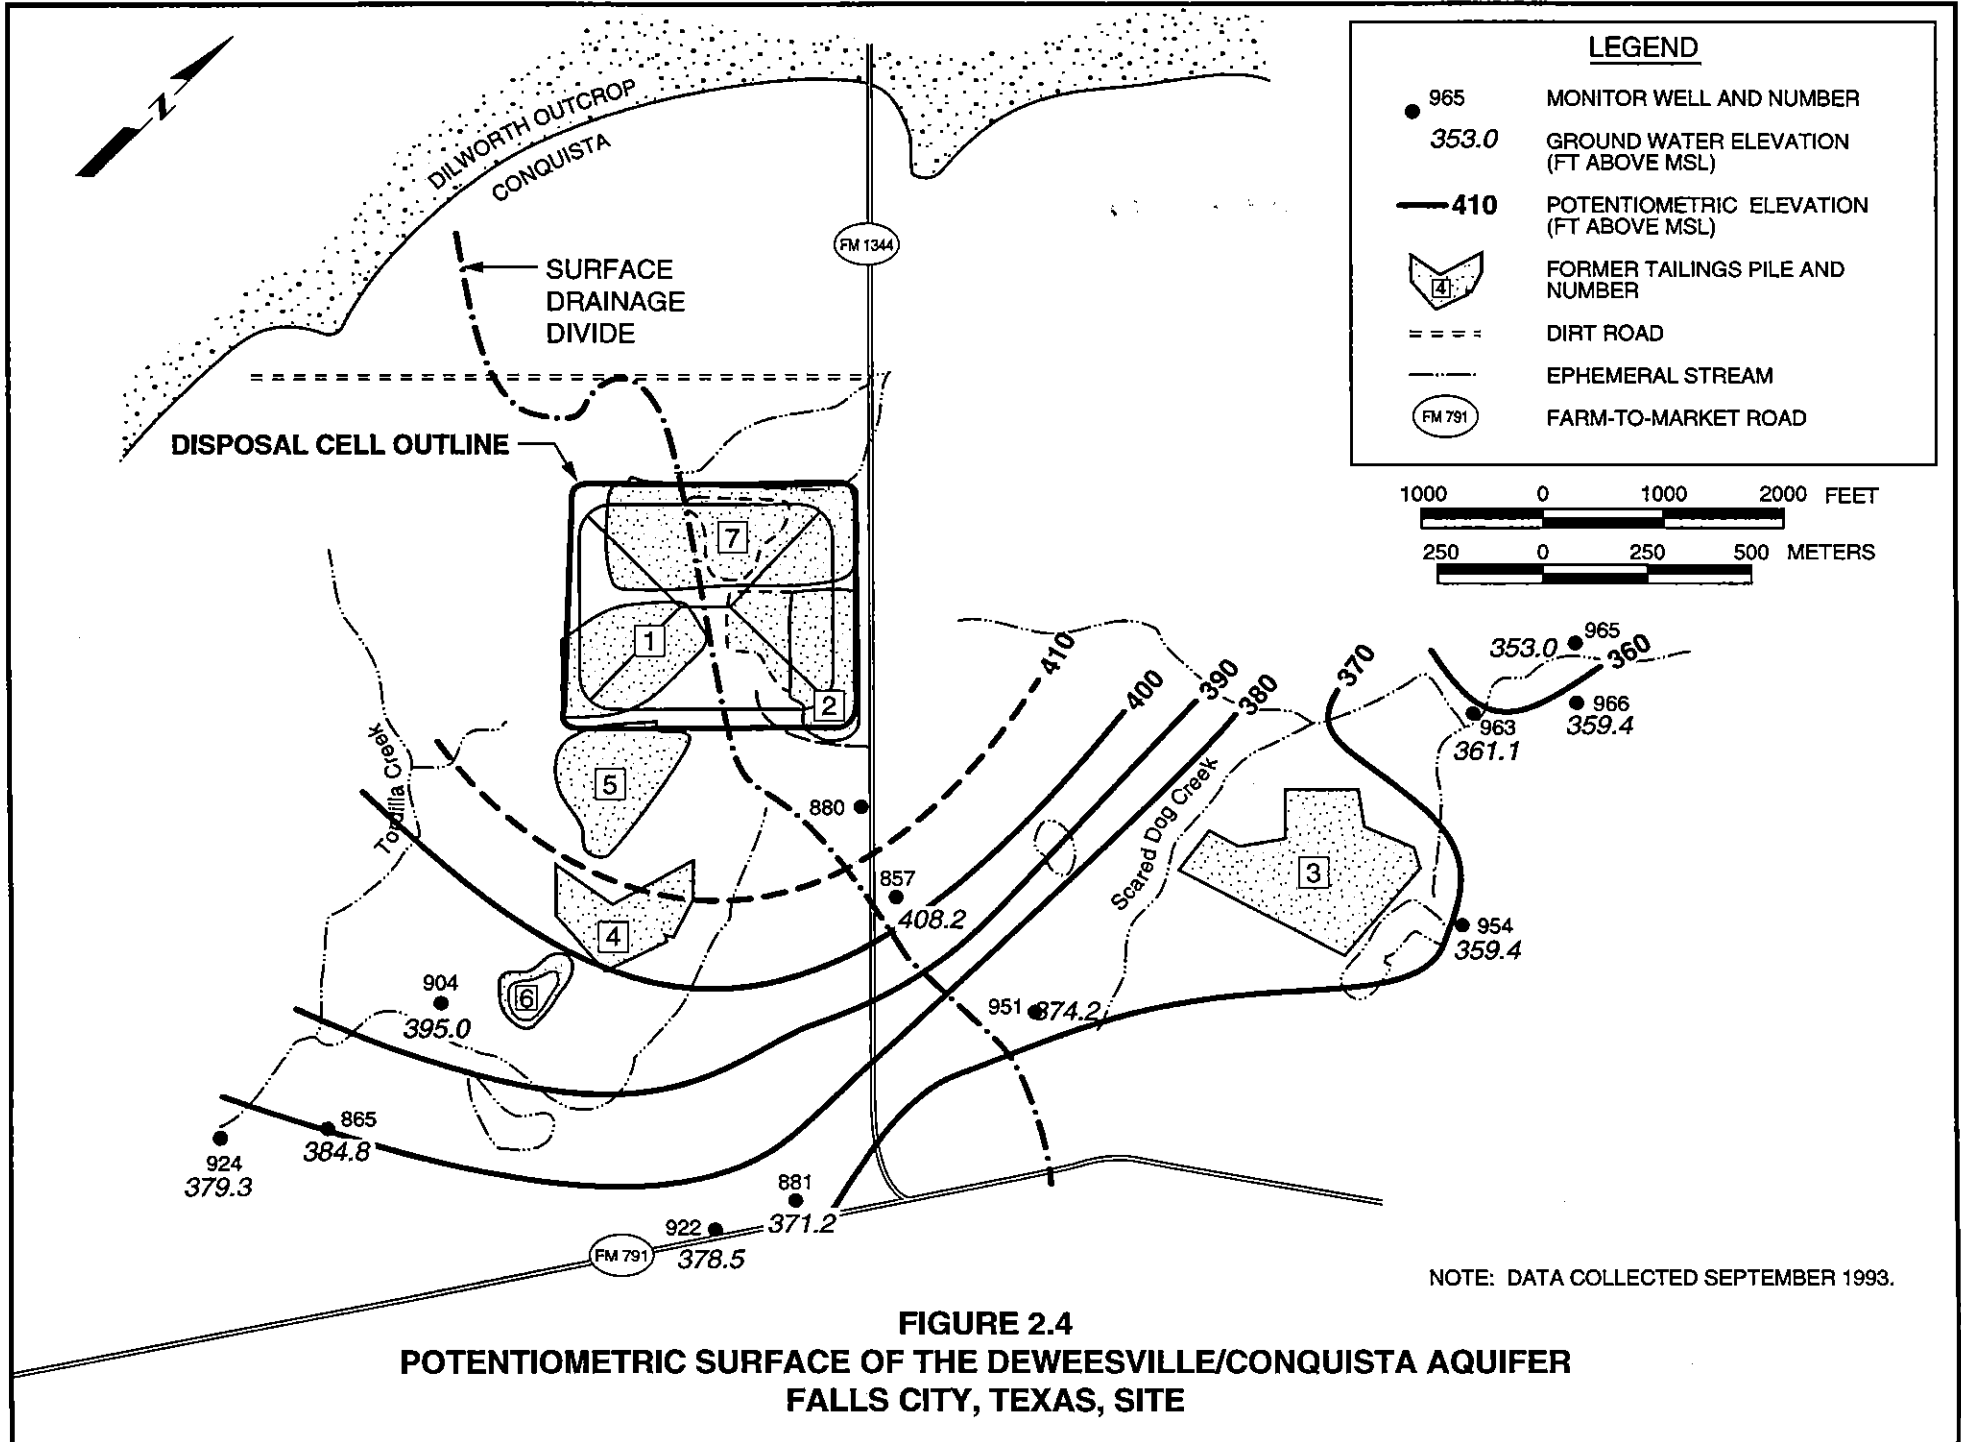 N
DILWORTH OUTCROP
CONQUISTA
SURFACE
DRAINAGE
DIVIDE
FM 1344
DISPOSAL CELL OUTLINE
LEGEND
965
353.0
MONITOR WELL AND NUMBER
GROUND WATER ELEVATION
(FT ABOVE MSL)
410
POTENTIOMETRIC ELEVATION
(FT ABOVE MSL)
4
FORMER TAILINGS PILE AND
NUMBER
DIRT ROAD
EPHEMERAL STREAM
FM 791
FARM-TO-MARKET ROAD
1000 0 1000 2000 FEET
250 0 250 500 METERS
7
1
2
5
4
6
3
410
400
390
380
370
360
Tordilla Creek
Scared Dog Creek
965
353.0
966
359.4
963
361.1
880
857
408.2
954
359.4
904
395.0
951
374.2
865
384.8
924
379.3
881
371.2
922
378.5
FM 791
NOTE: DATA COLLECTED SEPTEMBER 1993.
FIGURE 2.4
POTENTIOMETRIC SURFACE OF THE DEWEESVILLE/CONQUISTA AQUIFER
FALLS CITY, TEXAS, SITE